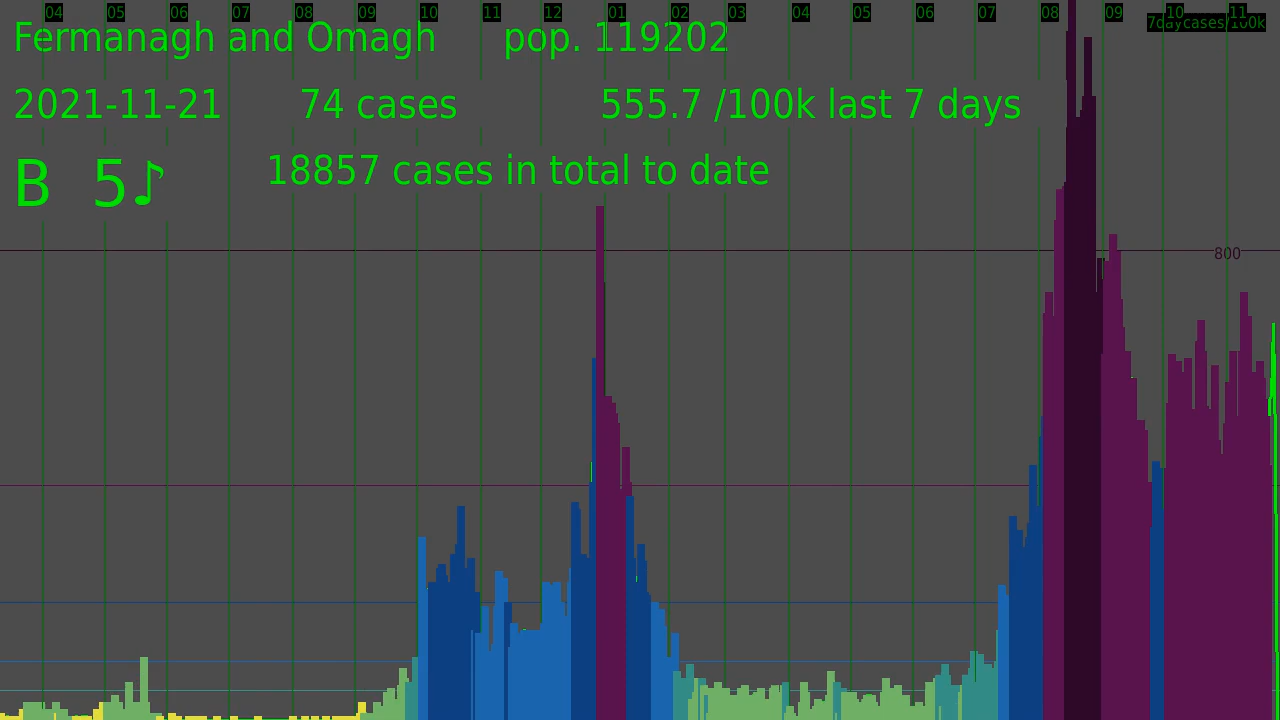 04 05 06 07 08 09 10 11 12 01 02 03 04 05 06 07 08 09 10 11
7daycases/100k
Fermanagh and Omagh pop. 119202
2021-11-21 74 cases 555.7 /100k last 7 days
B 5♪ 18857 cases in total to date
800